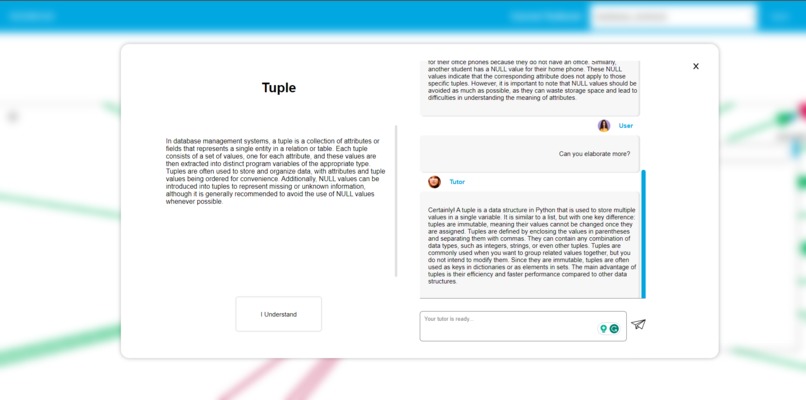 Tuple
In database management systems, a tuple is a collection of attributes or
fields that represents a single entity in a relation or table. Each tuple
consists of a set of values, one for each attribute, and these values are
then extracted into distinct program variables of the appropriate type.
Tuples are often used to store and organize data, with attributes and tuple
values being ordered for convenience. Additionally, NULL values can be
introduced into tuples to represent missing or unknown information,
although it is generally recommended to avoid the use of NULL values
whenever possible.
I Understand
X
for their office phones because they do not have an office. Similarly,
another student has a NULL value for their home phone. These NULL
values indicate that the corresponding attribute does not apply to those
specific tuples. However, it is important to note that NULL values should be
avoided as much as possible, as they can waste storage space and lead to
difficulties in understanding the meaning of attributes.
User
Can you elaborate more?
Tutor
Certainly! A tuple is a data structure in Python that is used to store multiple
values in a single variable. It is similar to a list, but with one key difference:
tuples are immutable, meaning their values cannot be changed once they
are assigned. Tuples are defined by enclosing the values in parentheses
and separating them with commas. They can contain any combination of
data types, such as integers, strings, or even other tuples. Tuples are
commonly used when you want to group related values together, but you
do not intend to modify them. Since they are immutable, tuples are often
used as keys in dictionaries or as elements in sets. The main advantage of
tuples is their efficiency and faster performance compared to other data
structures.
Your tutor is ready...